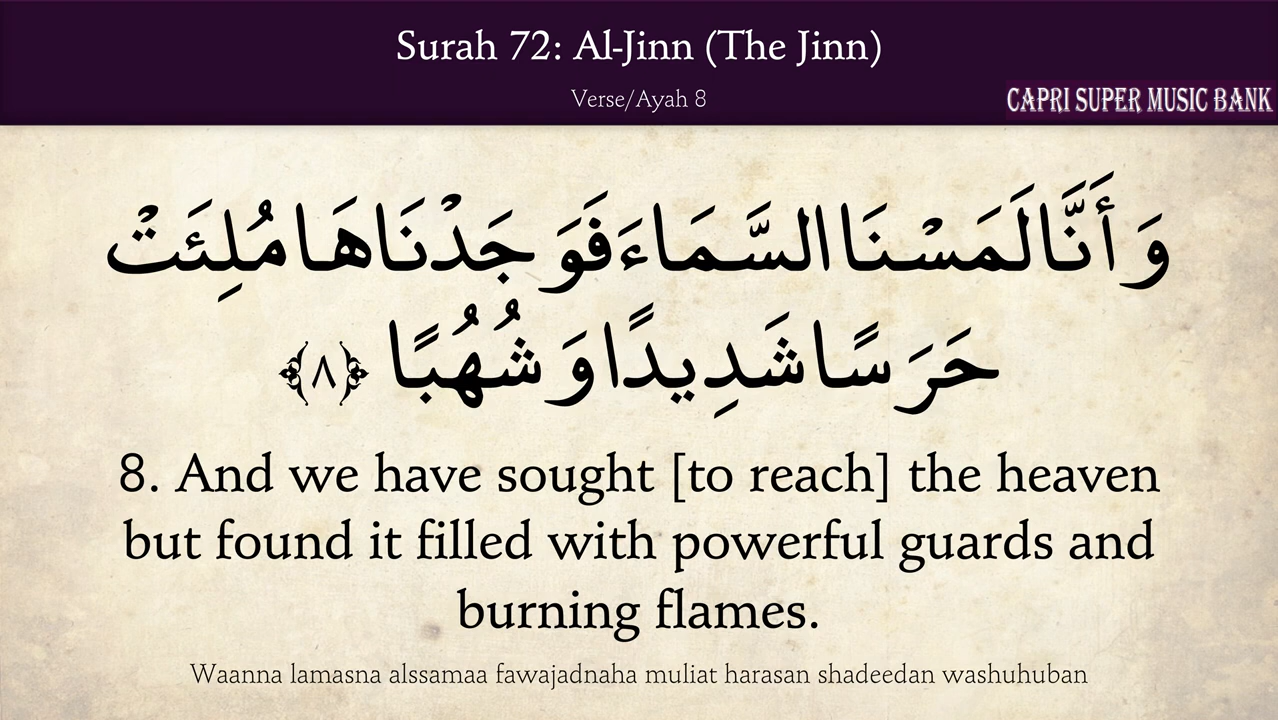 Surah 72: Al-Jinn (The Jinn)
Verse/Ayah 8
CAPRI SUPER MUSIC BANK
وَأَنَّا لَمَسْنَا السَّمَاءَ فَوَجَدْنَاهَا مُلِئَتْ
حَرَسًا شَدِيدًا وَشُهُبًا ﴿٨﴾
8. And we have sought [to reach] the heaven
but found it filled with powerful guards and
burning flames.
Waanna lamasna alssamaa fawajadnaha muliat harasan shadeedan washuhuban